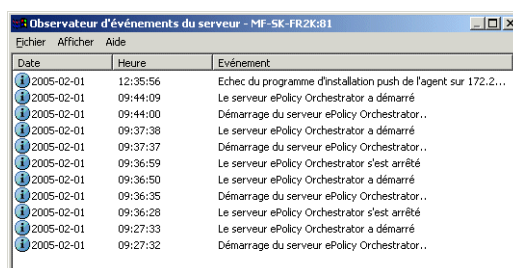 Observateur d'événements du serveur - MF-SK-FR2K:81
Fichier Afficher Aide
Date Heure Evénement
2005-02-01 12:35:56 Echec du programme d'installation push de l'agent sur 172.2...
2005-02-01 09:44:09 Le serveur ePolicy Orchestrator a démarré
2005-02-01 09:44:00 Démarrage du serveur ePolicy Orchestrator..
2005-02-01 09:37:38 Le serveur ePolicy Orchestrator a démarré
2005-02-01 09:37:37 Démarrage du serveur ePolicy Orchestrator..
2005-02-01 09:36:59 Le serveur ePolicy Orchestrator s'est arrêté
2005-02-01 09:36:50 Le serveur ePolicy Orchestrator a démarré
2005-02-01 09:36:35 Démarrage du serveur ePolicy Orchestrator..
2005-02-01 09:36:28 Le serveur ePolicy Orchestrator s'est arrêté
2005-02-01 09:27:33 Le serveur ePolicy Orchestrator a démarré
2005-02-01 09:27:32 Démarrage du serveur ePolicy Orchestrator..